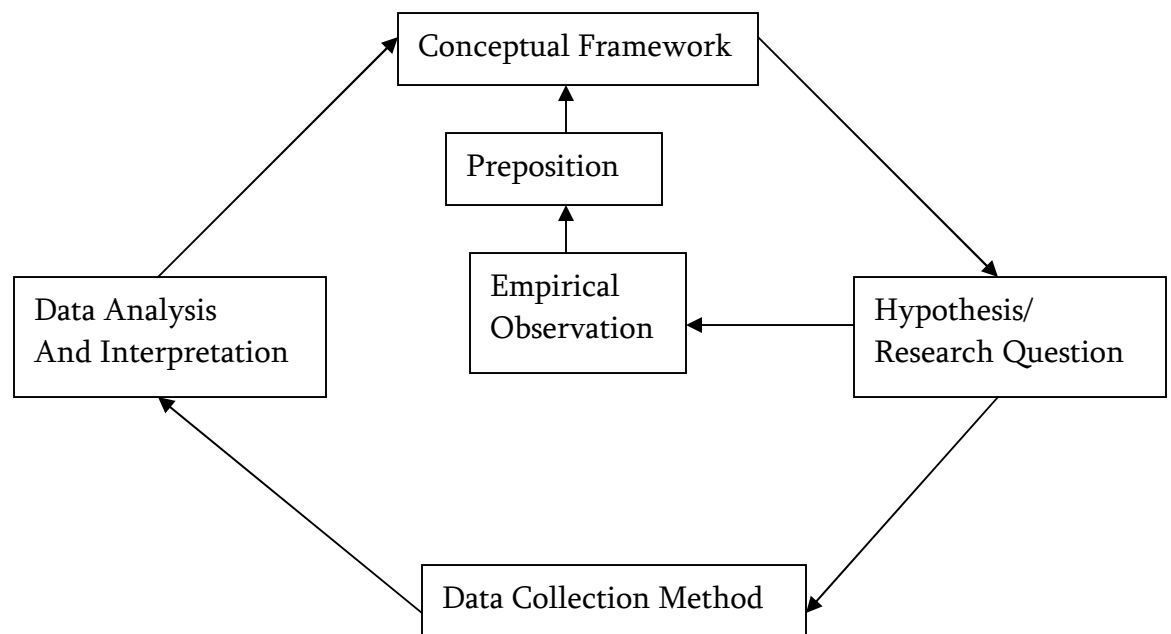 Conceptual Framework
Preposition
Empirical
Observation
Data Analysis
And Interpretation
Hypothesis/
Research Question
Data Collection Method